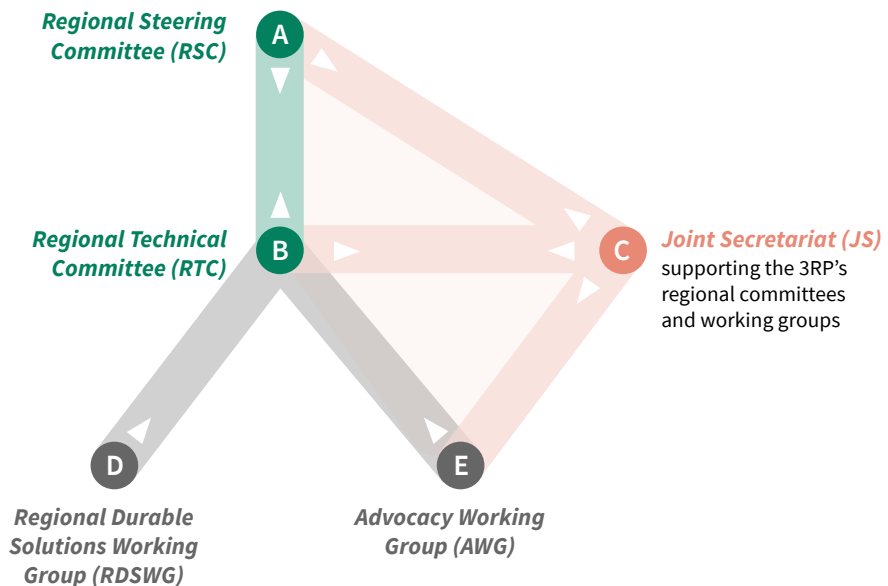 Regional Steering
Committee (RSC)
A
Regional Technical
Committee (RTC)
B
C
Joint Secretariat (JS)
supporting the 3RP’s
regional committees
and working groups
D
E
Regional Durable
Solutions Working
Group (RDSWG)
Advocacy Working
Group (AWG)